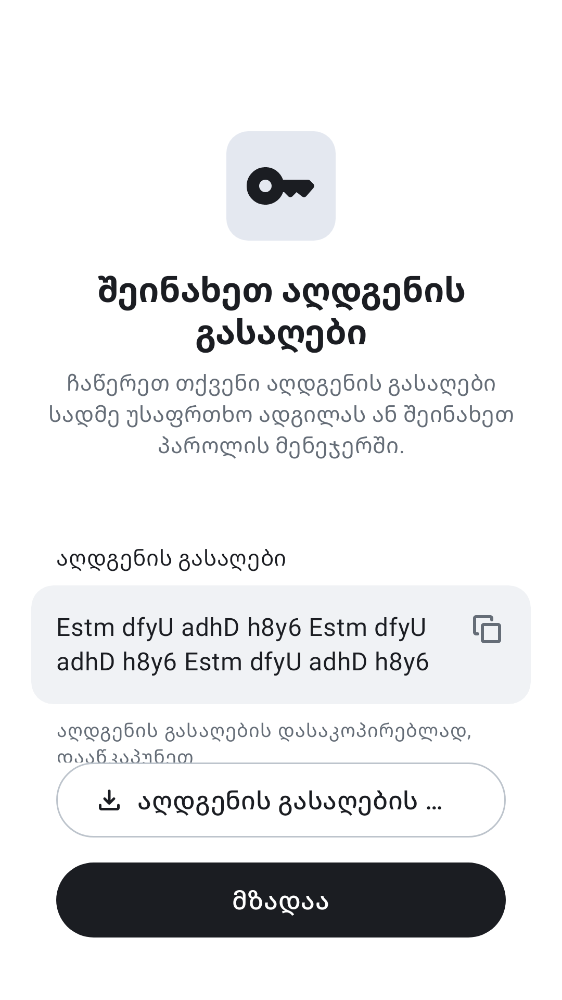 შეინახეთ აღდგენის
გასაღები
ჩაწერეთ თქვენი აღდგენის გასაღები
სადმე უსაფრთხო ადგილას ან შეინახეთ
პაროლის მენეჯერში.
აღდგენის გასაღები
Estm dfyU adhD h8y6 Estm dfyU
adhD h8y6 Estm dfyU adhD h8y6
აღდგენის გასაღების დასაკოპირებლად,
დააწკაპუნეთ
აღდგენის გასაღების ...
მზადაა